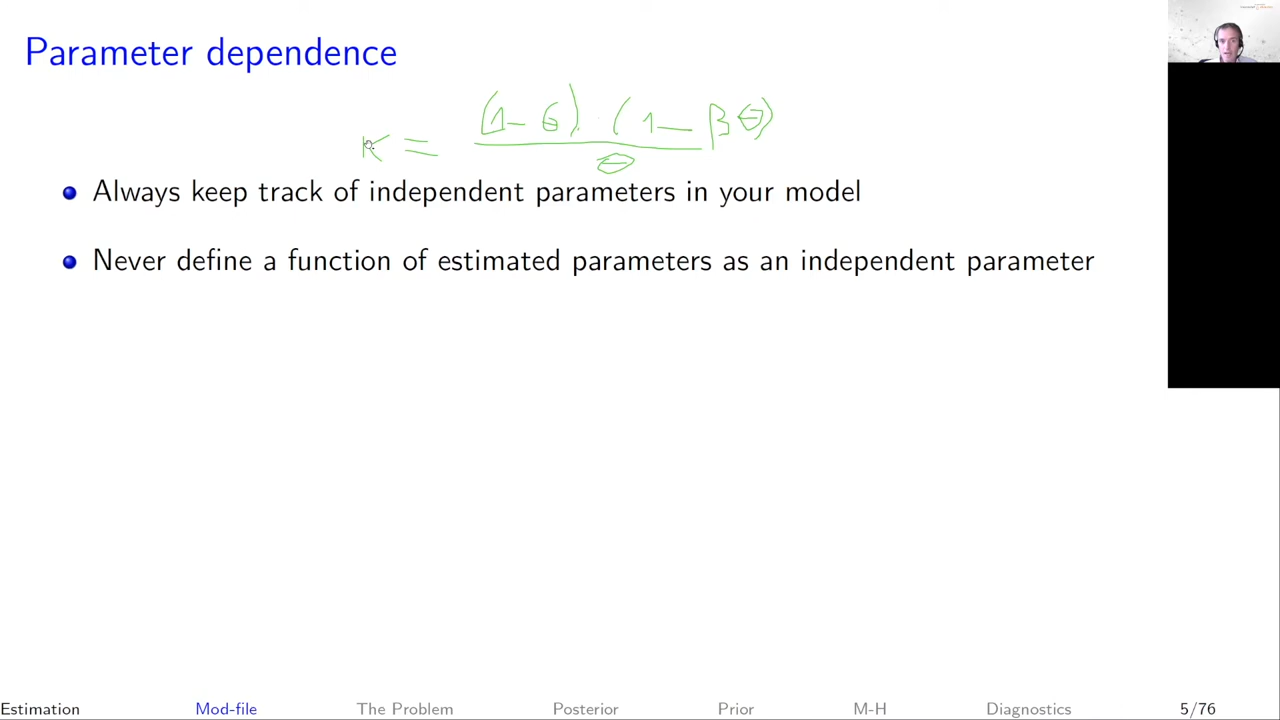 Parameter dependence
κ = (1-θ).(1-βθ)
θ
Always keep track of independent parameters in your model
Never define a function of estimated parameters as an independent parameter
Estimation Mod-file The Problem Posterior Prior M-H Diagnostics 5/76